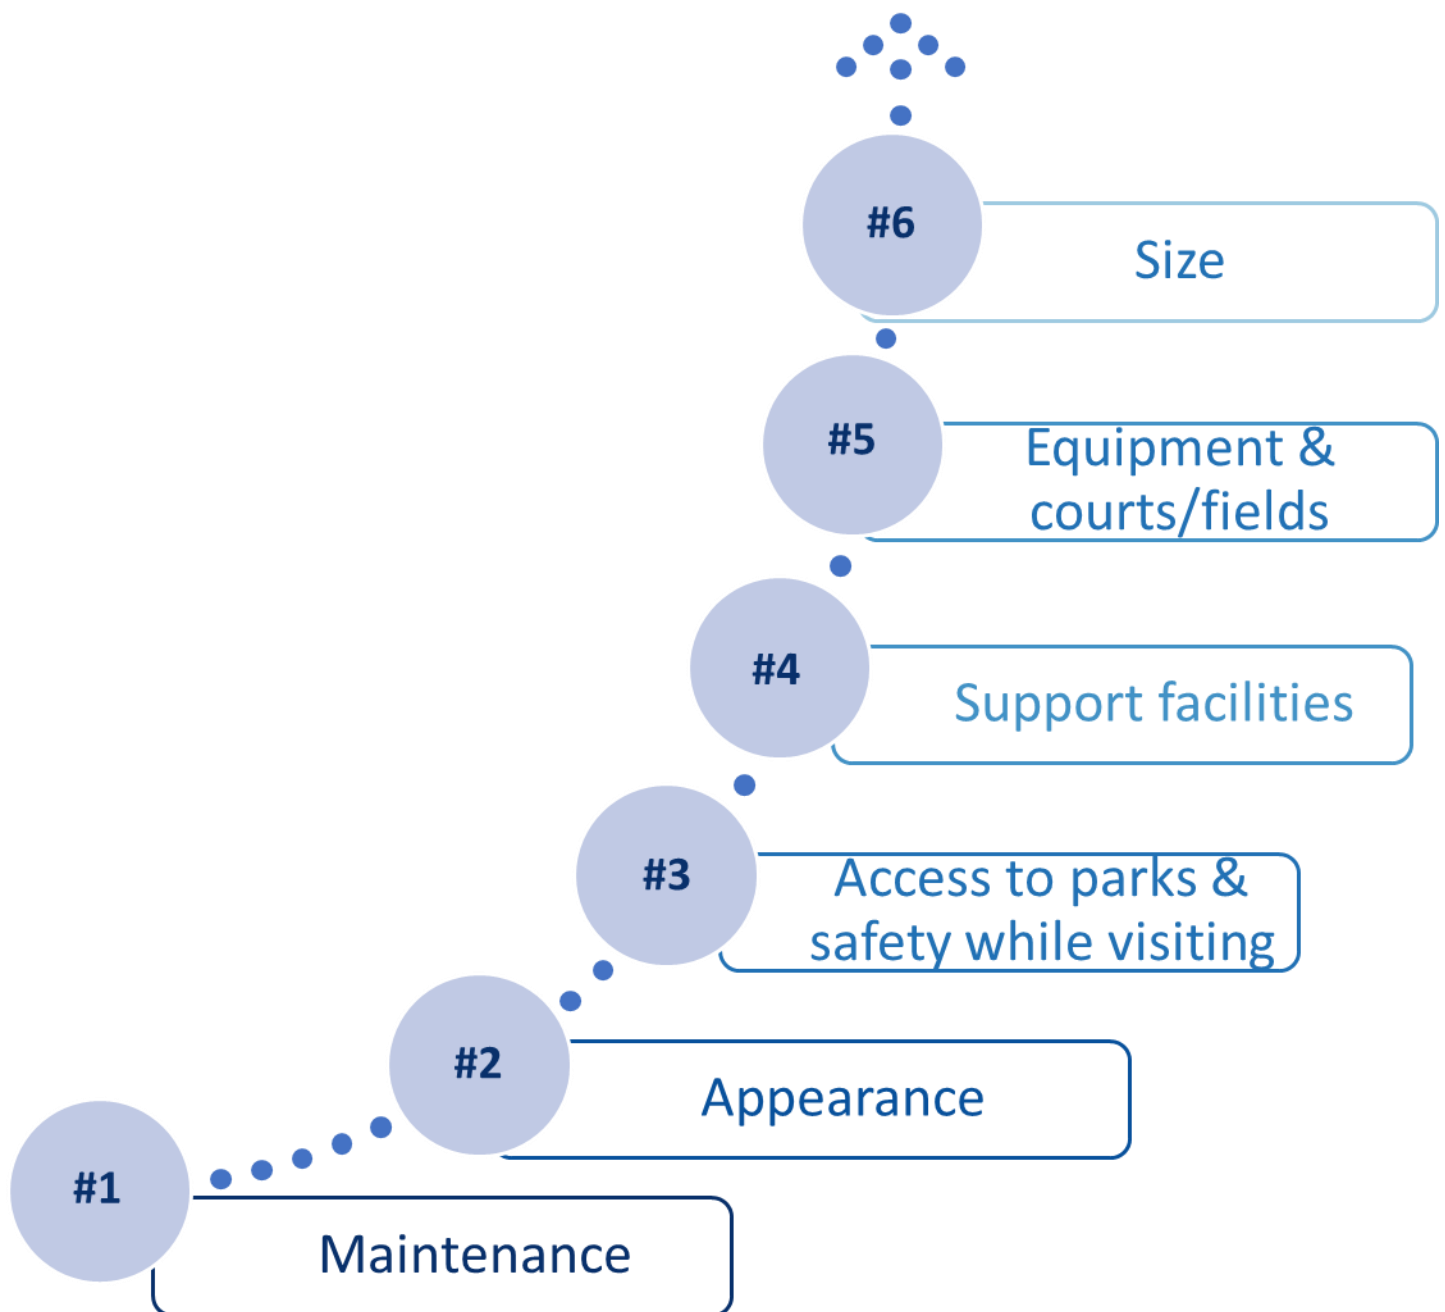 #6
Size
#5
Equipment &
courts/fields
#4
Support facilities
#3
Access to parks &
safety while visiting
#2
Appearance
#1
Maintenance